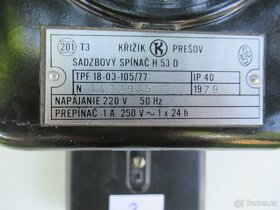 201 T3 KRIŽIK K PREŠOV
SADZBOVÝ SPÍNAČ H 53 D
TPF 18-03-105/77 JP 40
N 1432985 1979
NAPÁJANIE 220 V 50 Hz
PREPÍNAČ 1 A 250 V ~ 1 x 24 h